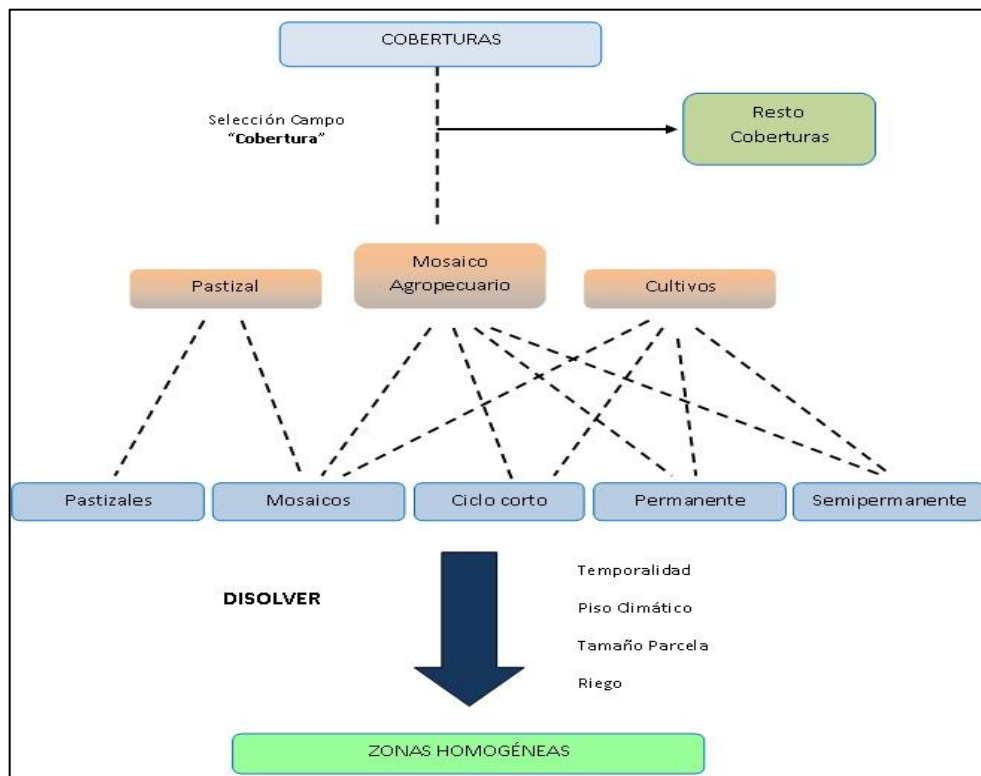 COBERTURAS
Selección Campo
“Cobertura”
Resto
Coberturas
Pastizal
Mosaico
Agropecuario
Cultivos
Pastizales
Mosaicos
Ciclo corto
Permanente
Semipermanente
DISOLVER
Temporalidad
Piso Climático
Tamaño Parcela
Riego
ZONAS HOMOGÉNEAS